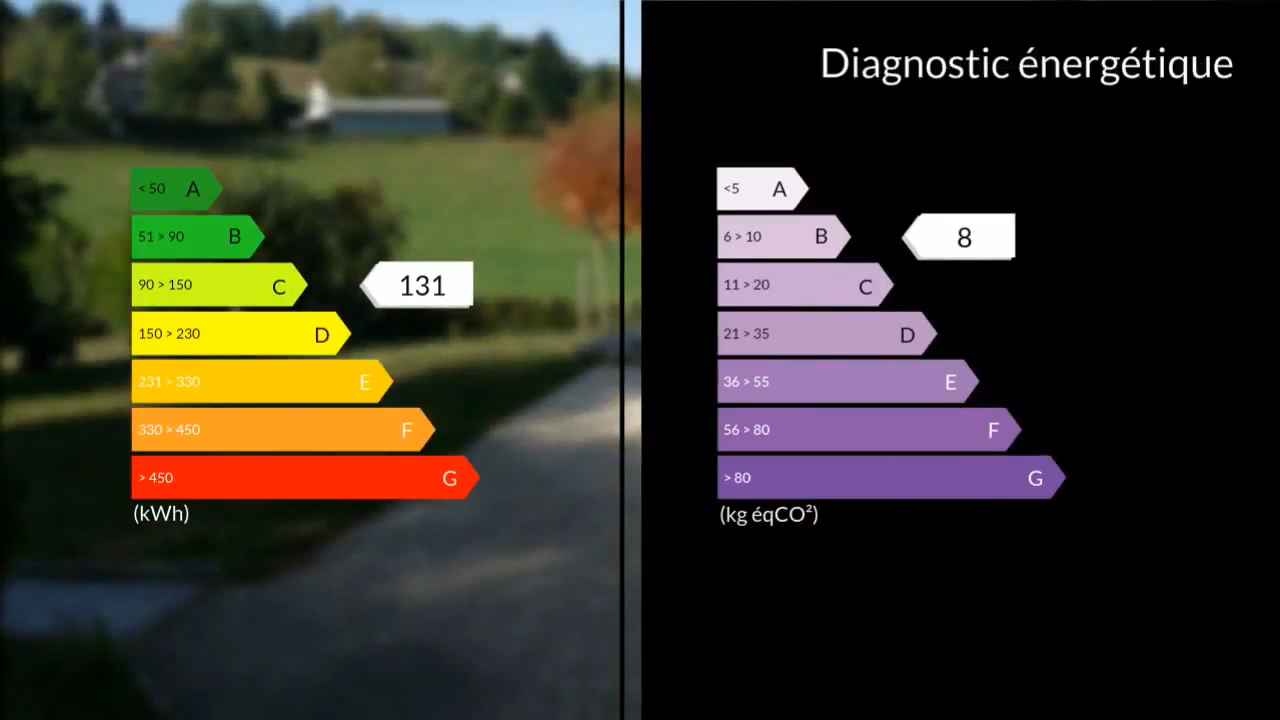 Diagnostic énergétique
< 50 A
51 > 90 B
90 > 150 C
131
150 > 230 D
231 > 330 E
330 > 450 F
> 450 G
(kWh)
<5 A
6 > 10 B
8
11 > 20 C
21 > 35 D
36 > 55 E
56 > 80 F
> 80 G
(kg éqCO²)